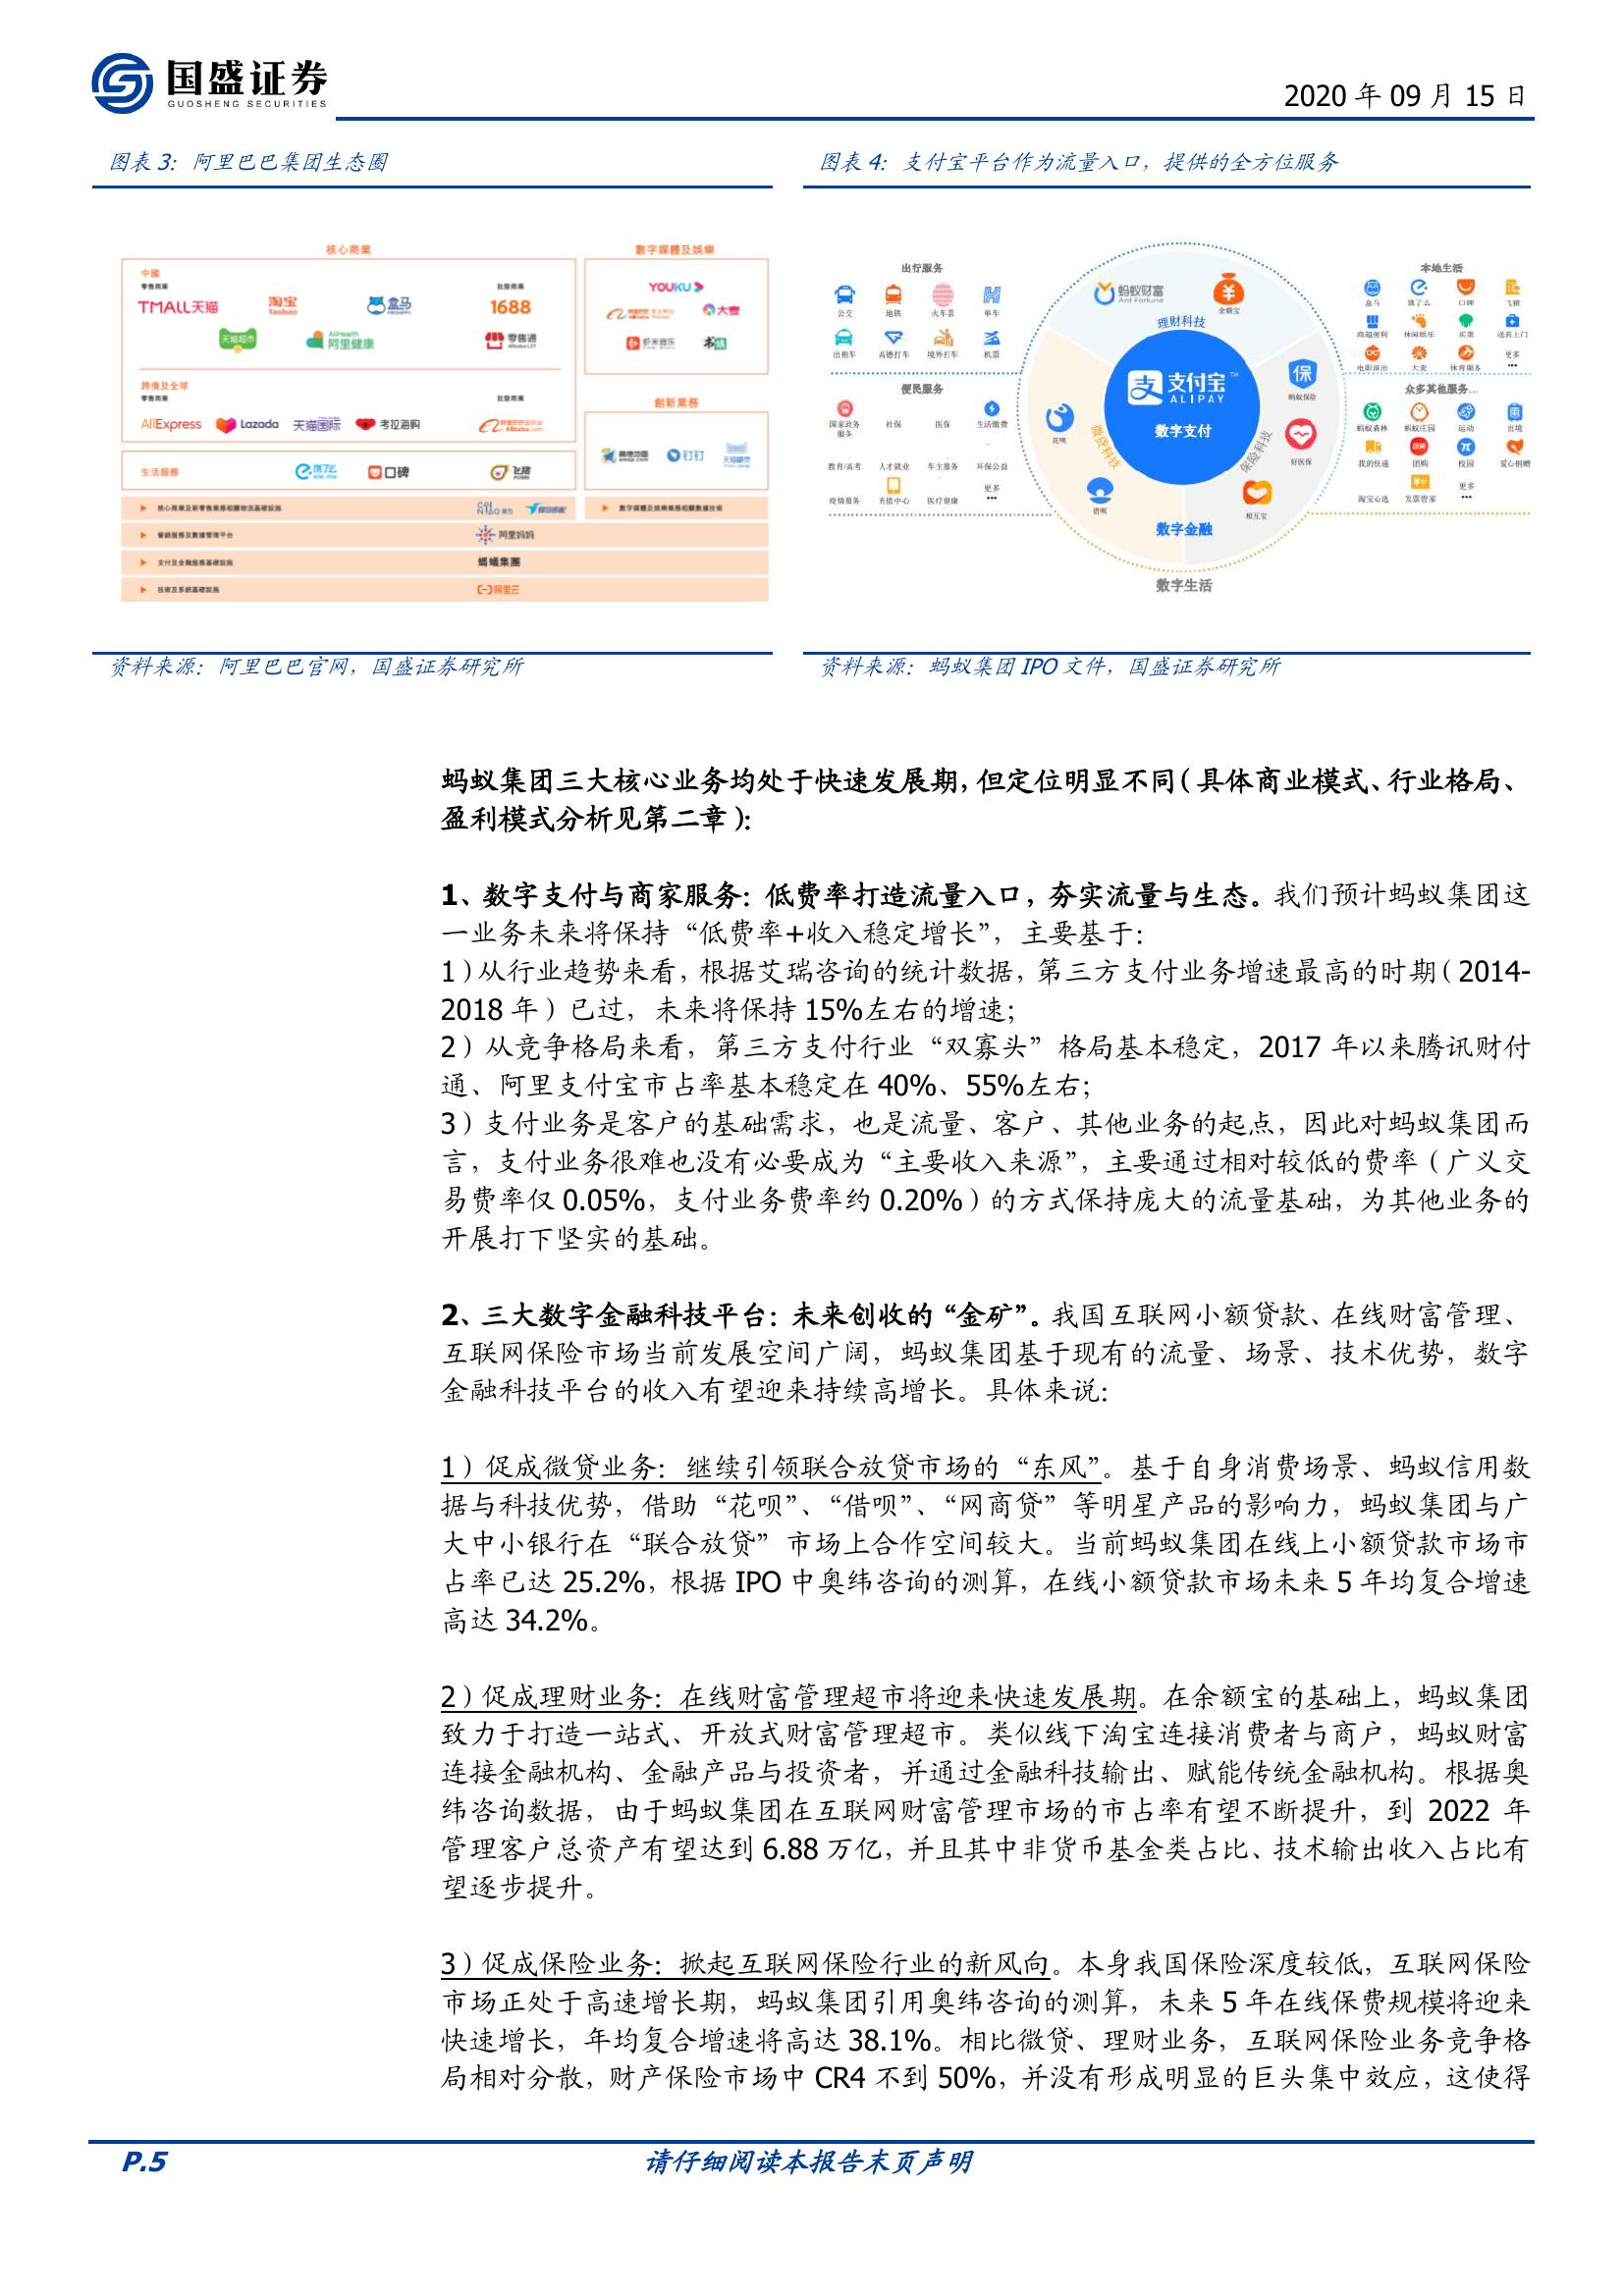 国盛证券
GUOSHENG SECURITIES
2020 年 09 月 15 日
图表 3：阿里巴巴集团生态圈
核心商業
數字媒體及娛樂
中國
零售商業
批發商業
TMALL天猫
淘宝
Taobao
盒马
1688
天猫超市
AliHealth
阿里健康
零售通
YOUKU
大麦
虾米音乐
跨境及全球
零售商業
批發商業
AliExpress
Lazada
天猫国际
考拉海购
Alibaba.com
創新業務
高德地图
钉钉
生活服務
饿了么
口碑
飞猪
核心商業及新零售業務相關物流基礎設施
數字媒體及娛樂業務相關數據技術
營銷服務及數據管理平台
阿里妈妈
支付及金融服務基礎設施
螞蟻集團
技術及系統基礎設施
阿里云
资料来源：阿里巴巴官网，国盛证券研究所
图表 4：支付宝平台作为流量入口，提供的全方位服务
出行服务
公交
地铁
火车票
单车
出租车
高德打车
境外打车
机票
便民服务
国家政务服务
社保
医保
生活缴费
教育/高考
人才就业
车主服务
环保公益
疫情服务
充值中心
医疗健康
更多
蚂蚁财富
Ant Fortune
余额宝
理财科技
支付宝™
ALIPAY
数字支付
微贷科技
保险科技
花呗
借呗
蚂蚁保险
好医保
相互宝
数字金融
数字生活
本地生活
盒马
饿了么
口碑
飞猪
商超便利
休闲娱乐
买菜
送药上门
电影演出
大麦
体育服务
更多
众多其他服务...
蚂蚁森林
蚂蚁庄园
运动
出境
我的快递
团购
校园
爱心捐赠
淘宝心选
发票管家
更多
资料来源：蚂蚁集团 IPO 文件，国盛证券研究所
蚂蚁集团三大核心业务均处于快速发展期，但定位明显不同（具体商业模式、行业格局、
盈利模式分析见第二章）：
1、数字支付与商家服务：低费率打造流量入口，夯实流量与生态。我们预计蚂蚁集团这
一业务未来将保持“低费率+收入稳定增长”，主要基于：
1）从行业趋势来看，根据艾瑞咨询的统计数据，第三方支付业务增速最高的时期（2014-
2018 年）已过，未来将保持 15%左右的增速；
2）从竞争格局来看，第三方支付行业“双寡头”格局基本稳定，2017 年以来腾讯财付
通、阿里支付宝市占率基本稳定在 40%、55%左右；
3）支付业务是客户的基础需求，也是流量、客户、其他业务的起点，因此对蚂蚁集团而
言，支付业务很难也没有必要成为“主要收入来源”，主要通过相对较低的费率（广义交
易费率仅 0.05%，支付业务费率约 0.20%）的方式保持庞大的流量基础，为其他业务的
开展打下坚实的基础。
2、三大数字金融科技平台：未来创收的“金矿”。我国互联网小额贷款、在线财富管理、
互联网保险市场当前发展空间广阔，蚂蚁集团基于现有的流量、场景、技术优势，数字
金融科技平台的收入有望迎来持续高增长。具体来说：
1）促成微贷业务：继续引领联合放贷市场的“东风”。基于自身消费场景、蚂蚁信用数
据与科技优势，借助“花呗”、“借呗”、“网商贷”等明星产品的影响力，蚂蚁集团与广
大中小银行在“联合放贷”市场上合作空间较大。当前蚂蚁集团在线上小额贷款市场市
占率已达 25.2%，根据 IPO 中奥纬咨询的测算，在线小额贷款市场未来 5 年均复合增速
高达 34.2%。
2）促成理财业务：在线财富管理超市将迎来快速发展期。在余额宝的基础上，蚂蚁集团
致力于打造一站式、开放式财富管理超市。类似线下淘宝连接消费者与商户，蚂蚁财富
连接金融机构、金融产品与投资者，并通过金融科技输出、赋能传统金融机构。根据奥
纬咨询数据，由于蚂蚁集团在互联网财富管理市场的市占率有望不断提升，到 2022 年
管理客户总资产有望达到 6.88 万亿，并且其中非货币基金类占比、技术输出收入占比有
望逐步提升。
3）促成保险业务：掀起互联网保险行业的新风向。本身我国保险深度较低，互联网保险
市场正处于高速增长期，蚂蚁集团引用奥纬咨询的测算，未来 5 年在线保费规模将迎来
快速增长，年均复合增速将高达 38.1%。相比微贷、理财业务，互联网保险业务竞争格
局相对分散，财产保险市场中 CR4 不到 50%，并没有形成明显的巨头集中效应，这使得
P.5
请仔细阅读本报告末页声明